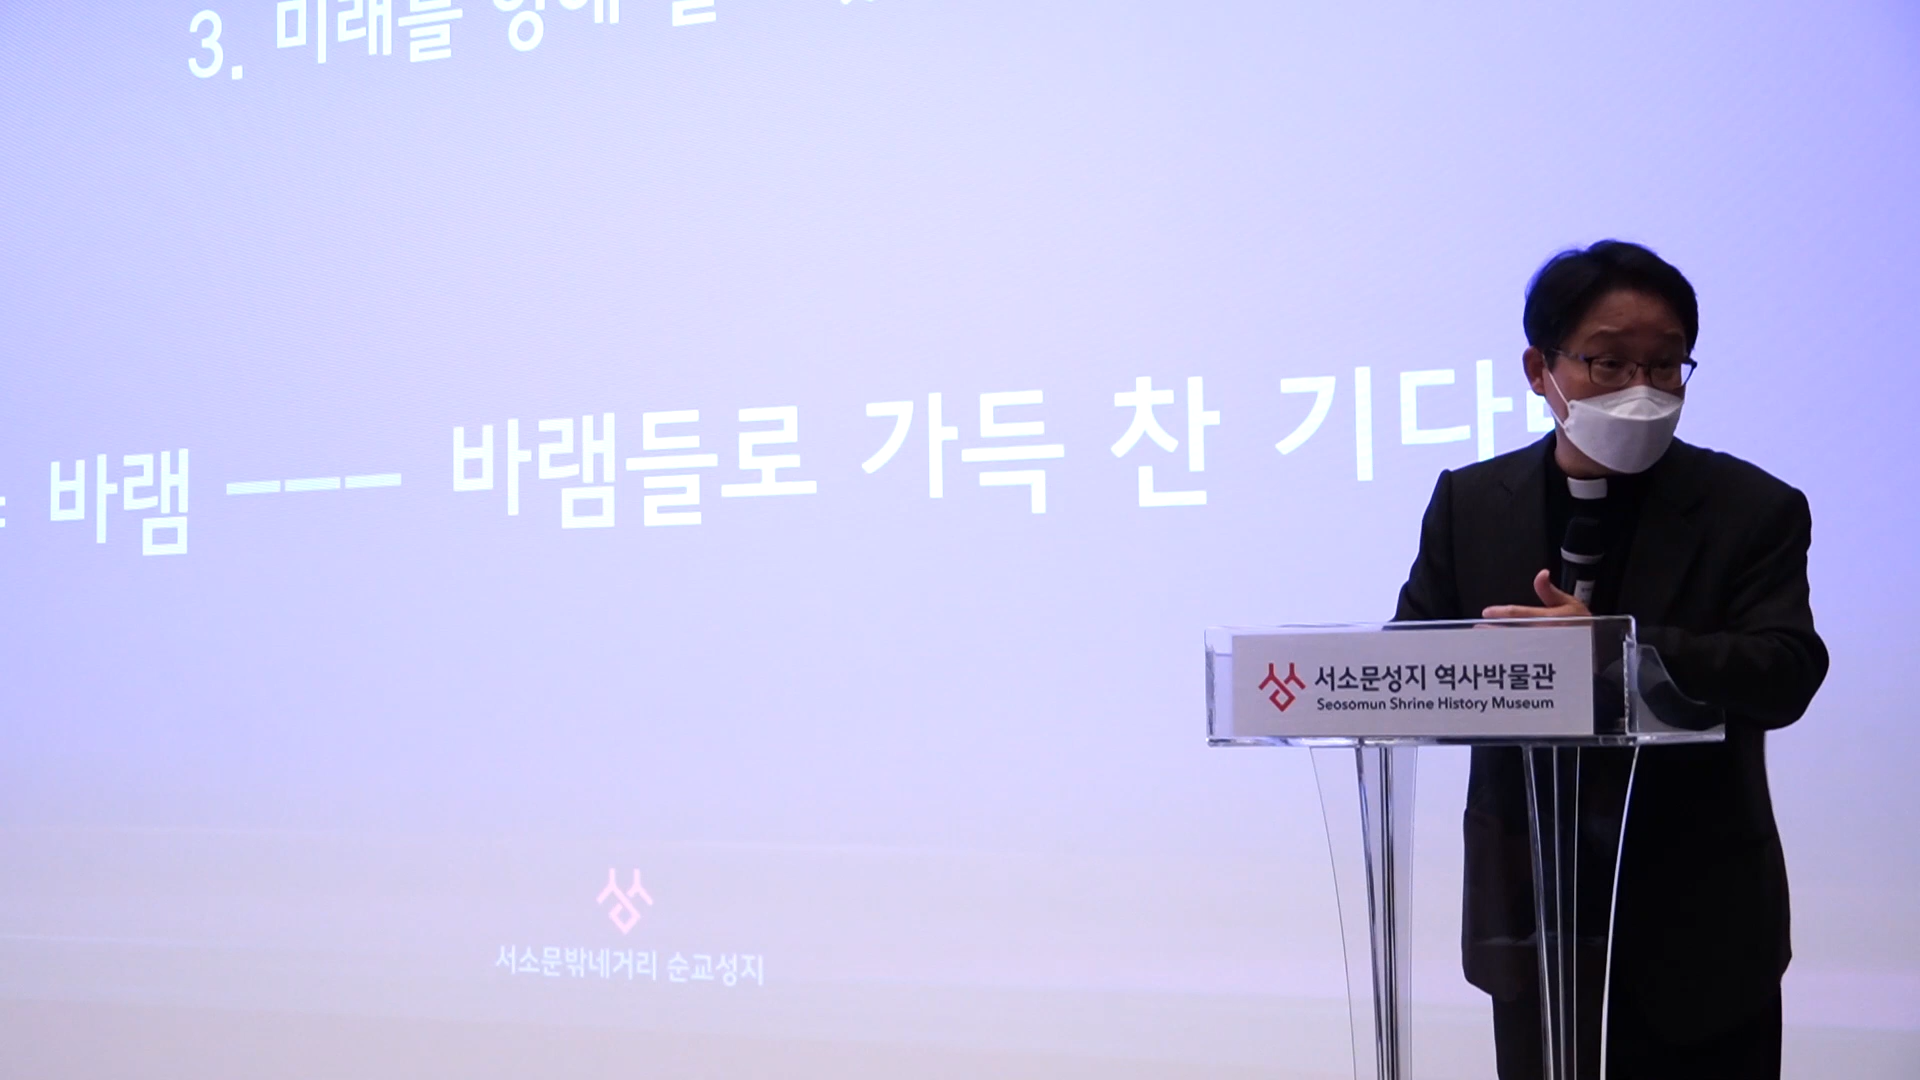 3. 미래를 향해
바램 --- 바램들로 가득 찬 기다
서소문성지 역사박물관
Seosomun Shrine History Museum
서소문밖네거리 순교성지